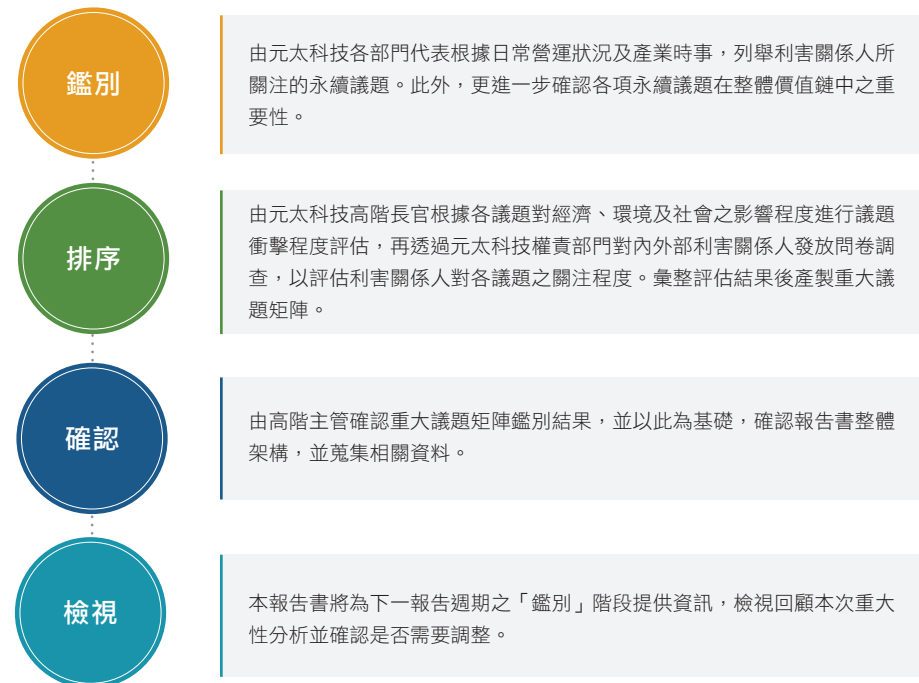 鑑別
由元太科技各部門代表根據日常營運狀況及產業時事，列舉利害關係人所
關注的永續議題。此外，更進一步確認各項永續議題在整體價值鏈中之重
要性。
排序
由元太科技高階長官根據各議題對經濟、環境及社會之影響程度進行議題
衝擊程度評估，再透過元太科技權責部門對內外部利害關係人發放問卷調
查，以評估利害關係人對各議題之關注程度。彙整評估結果後產製重大議
題矩陣。
確認
由高階主管確認重大議題矩陣鑑別結果，並以此為基礎，確認報告書整體
架構，並蒐集相關資料。
檢視
本報告書將為下一報告週期之「鑑別」階段提供資訊，檢視回顧本次重大
性分析並確認是否需要調整。